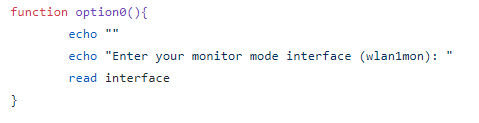 function option0(){
        echo ""
        echo "Enter your monitor mode interface (wlan1mon): "
        read interface
}